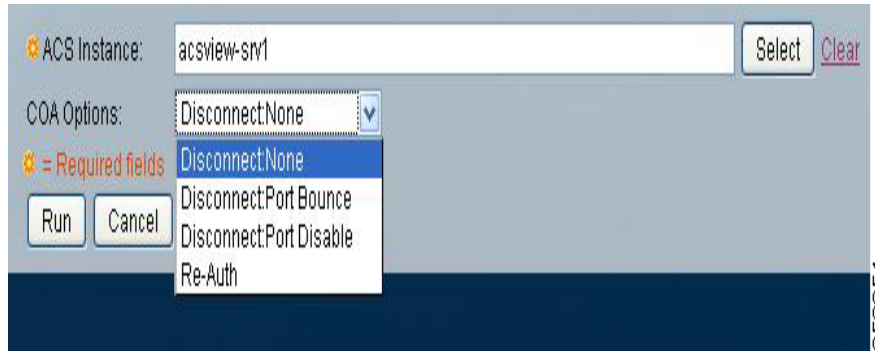 ACS Instance: acsview-srv1 Select Clear
COA Options: Disconnect:None
= Required fields
Disconnect:None
Disconnect:Port Bounce
Disconnect:Port Disable
Re-Auth
Run Cancel